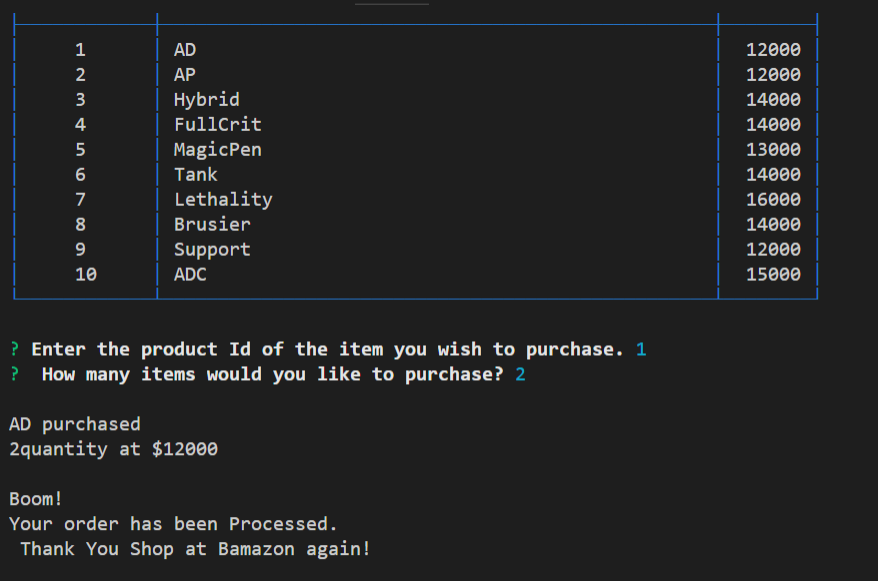 1 AD 12000
2 AP 12000
3 Hybrid 14000
4 FullCrit 14000
5 MagicPen 13000
6 Tank 14000
7 Lethality 16000
8 Brusier 14000
9 Support 12000
10 ADC 15000
? Enter the product Id of the item you wish to purchase. 1
? How many items would you like to purchase? 2
AD purchased
2quantity at $12000
Boom!
Your order has been Processed.
Thank You Shop at Bamazon again!